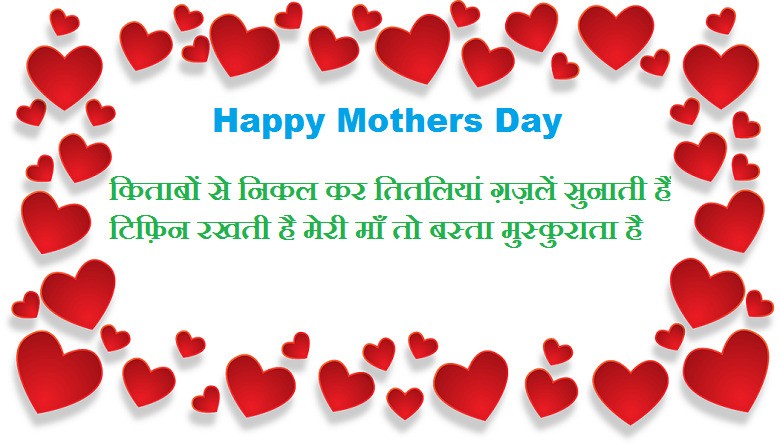 Happy Mothers Day
किताबों से निकल कर तितलियां ग़ज़लें सुनाती हैं
टिफ़िन रखती है मेरी माँ तो बस्ता मुस्कुराता है